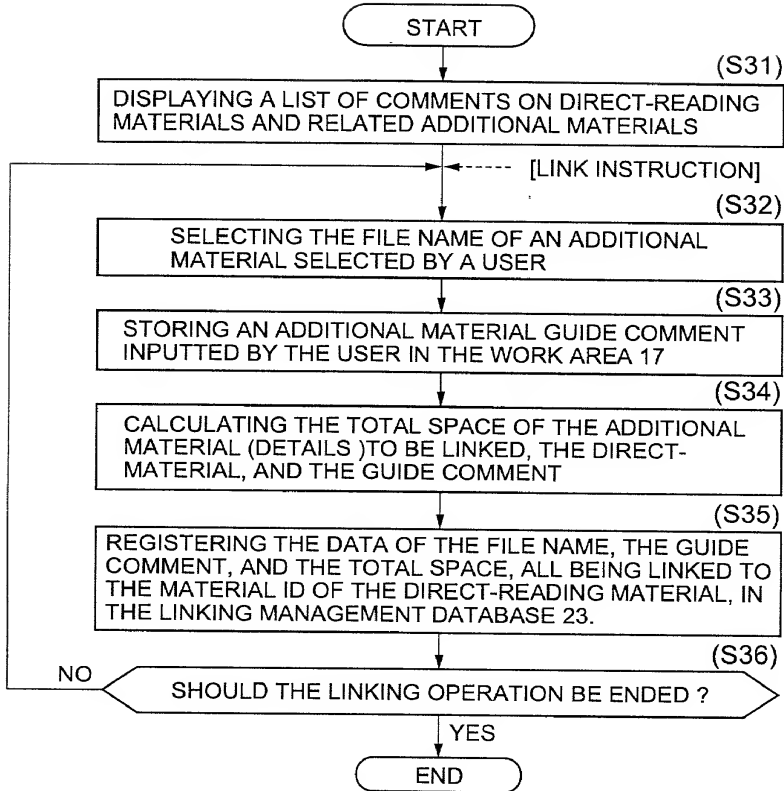 START
(S31)
DISPLAYING A LIST OF COMMENTS ON DIRECT-READING
MATERIALS AND RELATED ADDITIONAL MATERIALS
[LINK INSTRUCTION]
(S32)
SELECTING THE FILE NAME OF AN ADDITIONAL
MATERIAL SELECTED BY A USER
(S33)
STORING AN ADDITIONAL MATERIAL GUIDE COMMENT
INPUTTED BY THE USER IN THE WORK AREA 17
(S34)
CALCULATING THE TOTAL SPACE OF THE ADDITIONAL
MATERIAL (DETAILS )TO BE LINKED, THE DIRECT-
MATERIAL, AND THE GUIDE COMMENT
(S35)
REGISTERING THE DATA OF THE FILE NAME, THE GUIDE
COMMENT, AND THE TOTAL SPACE, ALL BEING LINKED TO
THE MATERIAL ID OF THE DIRECT-READING MATERIAL, IN
THE LINKING MANAGEMENT DATABASE 23.
(S36)
NO
SHOULD THE LINKING OPERATION BE ENDED ?
YES
END